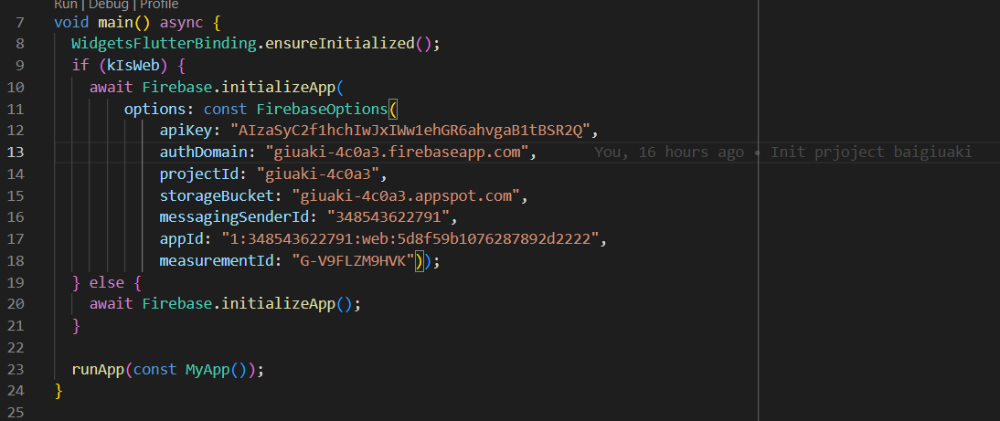 Run | Debug | Profile
7 void main() async {
8 WidgetsFlutterBinding.ensureInitialized();
9 if (kIsWeb) {
10 await Firebase.initializeApp(
11 options: const FirebaseOptions(
12 apiKey: "AIzaSyC2f1hchIwJxIWw1ehGR6ahvgaB1tBSR2Q",
13 authDomain: "giuaki-4c0a3.firebaseapp.com", You, 16 hours ago • Init prjoject baigiuaki
14 projectId: "giuaki-4c0a3",
15 storageBucket: "giuaki-4c0a3.appspot.com",
16 messagingSenderId: "348543622791",
17 appId: "1:348543622791:web:5d8f59b1076287892d2222",
18 measurementId: "G-V9FLZM9HVK"));
19 } else {
20 await Firebase.initializeApp();
21 }
22
23 runApp(const MyApp());
24 }
25